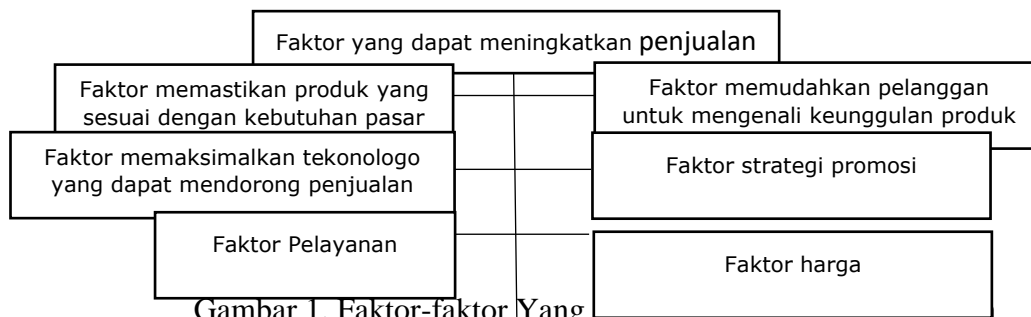 Faktor yang dapat meningkatkan penjualan
Faktor memastikan produk yang
sesuai dengan kebutuhan pasar
Faktor memudahkan pelanggan
untuk mengenali keunggulan produk
Faktor memaksimalkan tekonologo
yang dapat mendorong penjualan
Faktor strategi promosi
Faktor Pelayanan
Faktor harga
Gambar 1. Faktor-faktor Yang